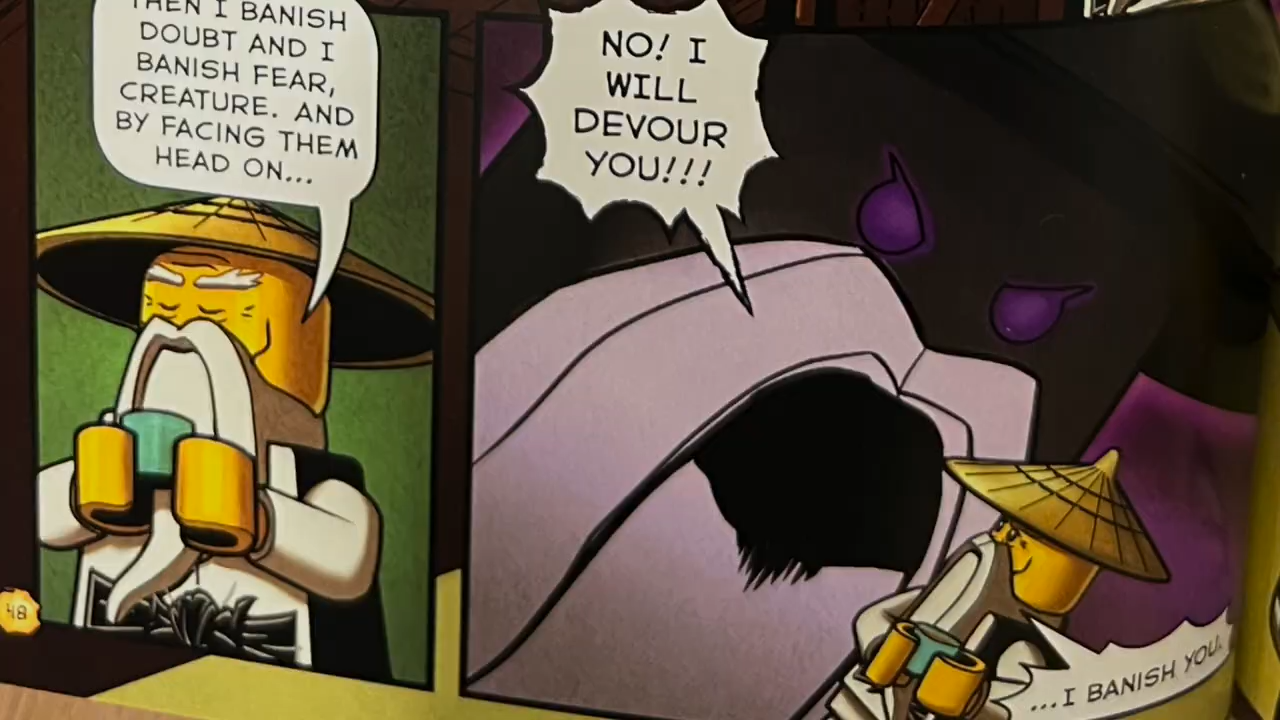 THEN I BANISH
DOUBT AND I
BANISH FEAR,
CREATURE. AND
BY FACING THEM
HEAD ON...
NO! I
WILL
DEVOUR
YOU!!!
...I BANISH YOU.
48